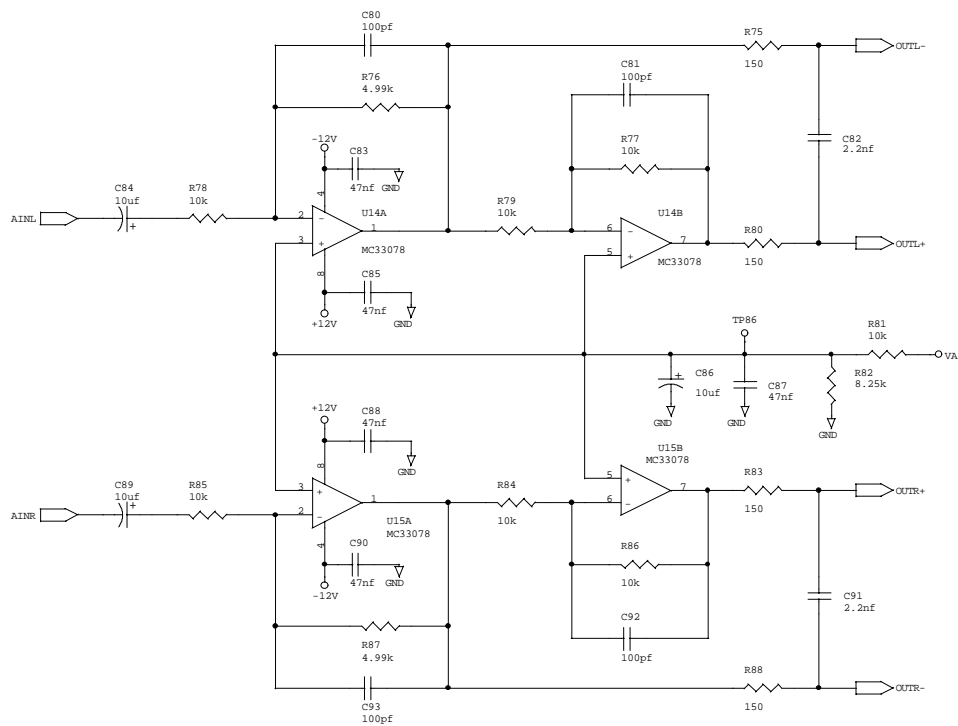 C80
100pf
R75
150
OUTL-
R76
4.99k
C81
100pf
-12V
C83
47nf
GND
4
R77
10k
C82
2.2nf
C84
10uf
+
R78
10k
AINL
2
-
3
+
1
U14A
MC33078
8
R79
10k
6
-
5
+
7
U14B
MC33078
R80
150
OUTL+
C85
47nf
GND
+12V
TP86
R81
10k
VA
+
C86
10uf
GND
C87
47nf
GND
R82
8.25k
GND
+12V
C88
47nf
GND
8
U15B
MC33078
C89
10uf
+
R85
10k
AINR
3
+
2
-
1
U15A
MC33078
4
R84
10k
5
+
6
-
7
R83
150
OUTR+
C90
47nf
GND
-12V
R86
10k
C91
2.2nf
C92
100pf
R87
4.99k
R88
150
OUTR-
C93
100pf